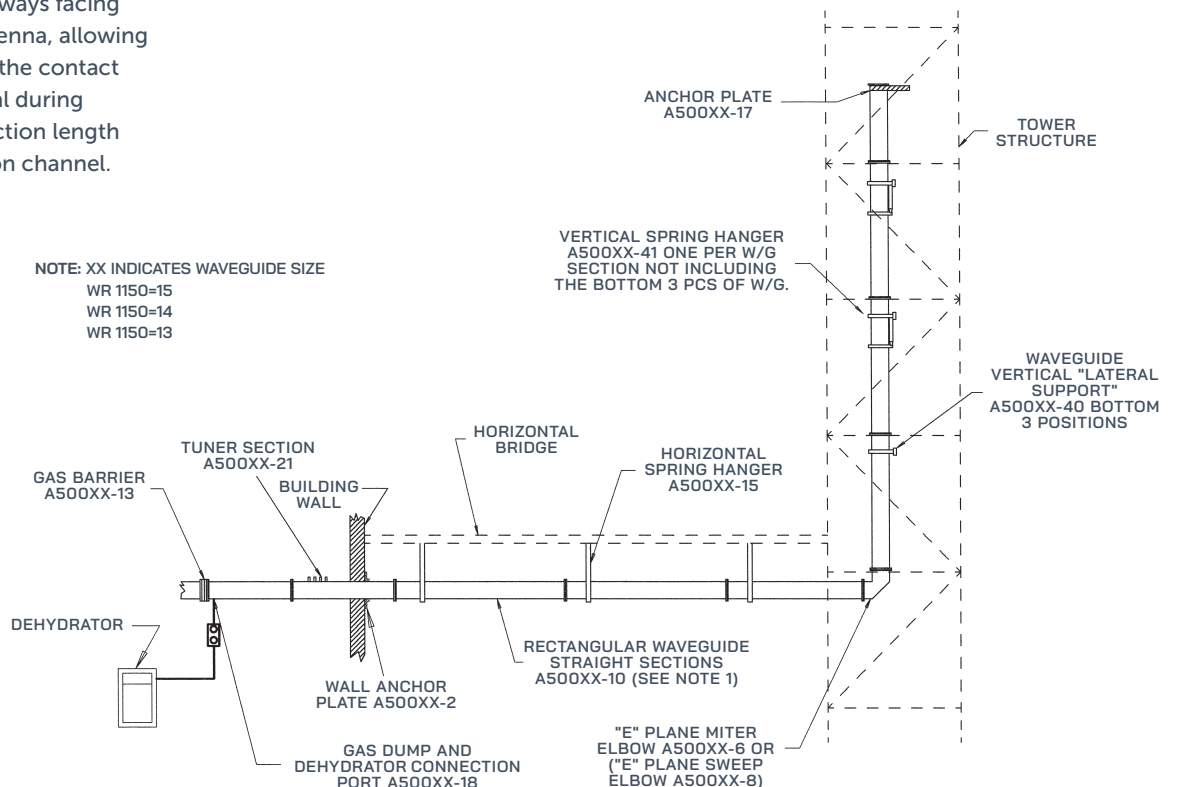 ways facing
enna, allowing
the contact
l during
ction length
on channel.
NOTE: XX INDICATES WAVEGUIDE SIZE
WR 1150=15
WR 1150=14
WR 1150=13
ANCHOR PLATE
A500XX-17
TOWER
STRUCTURE
VERTICAL SPRING HANGER
A500XX-41 ONE PER W/G
SECTION NOT INCLUDING
THE BOTTOM 3 PCS OF W/G.
WAVEGUIDE
VERTICAL "LATERAL
SUPPORT"
A500XX-40 BOTTOM
3 POSITIONS
HORIZONTAL
BRIDGE
HORIZONTAL
SPRING HANGER
A500XX-15
TUNER SECTION
A500XX-21
GAS BARRIER
A500XX-13
BUILDING
WALL
DEHYDRATOR
RECTANGULAR WAVEGUIDE
STRAIGHT SECTIONS
A500XX-10 (SEE NOTE 1)
WALL ANCHOR
PLATE A500XX-2
GAS DUMP AND
DEHYDRATOR CONNECTION
PORT A500XX-18
"E" PLANE MITER
ELBOW A500XX-6 OR
("E" PLANE SWEEP
ELBOW A500XX-8)